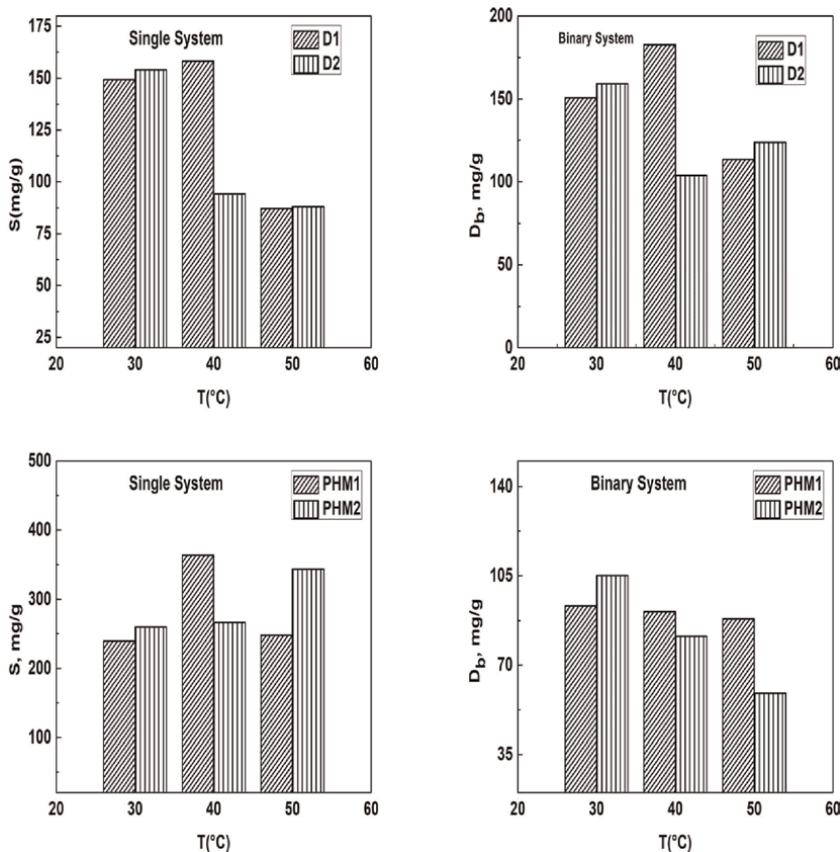 Single System
D1
D2
175
150
125
100
75
50
25
S(mg/g)
20 30 40 50 60
T(°C)
Binary System
D1
D2
200
150
100
50
0
Db, mg/g
20 30 40 50 60
T(°C)
Single System
PHM1
PHM2
500
400
300
200
100
S, mg/g
20 30 40 50 60
T(°C)
Binary System
PHM1
PHM2
140
105
70
35
Db, mg/g
20 30 40 50 60
T(°C)